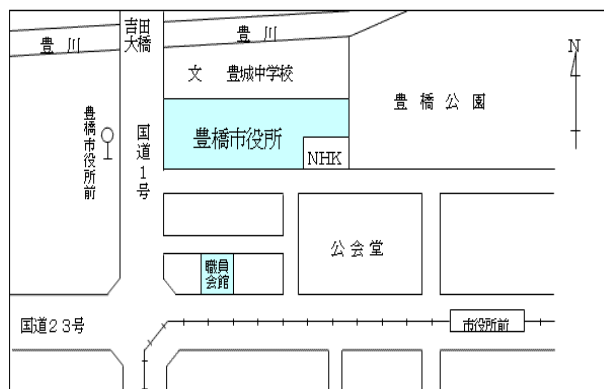 吉田
大橋
豊川
豊川
N
文 豊城中学校
豊橋公園
豊橋市役所前
国道1号
豊橋市役所
NHK
公会堂
職員
会館
国道23号
市役所前